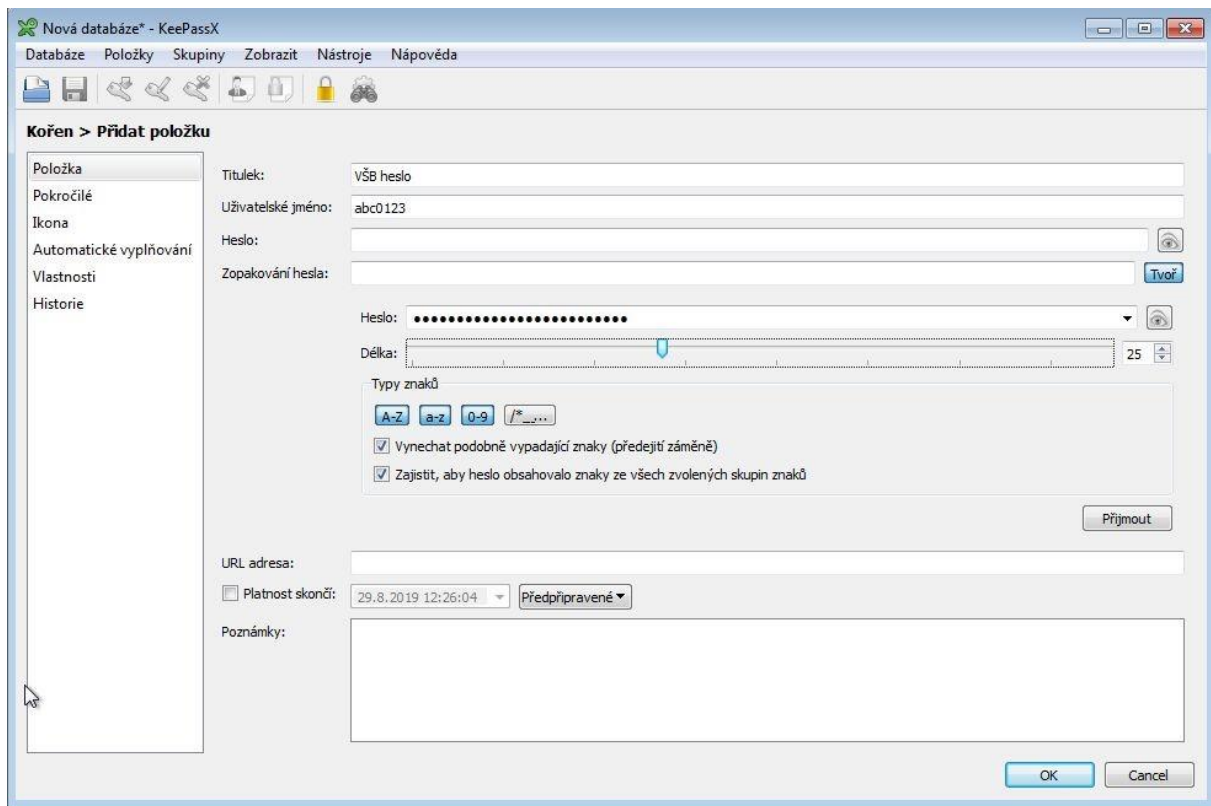 Nová databáze* - KeePassX
Databáze Položky Skupiny Zobrazit Nástroje Nápověda
Kořen > Přidat položku
Položka
Pokročilé
Ikona
Automatické vyplňování
Vlastnosti
Historie
Titulek: VŠB heslo
Uživatelské jméno: abc0123
Heslo:
Zopakování hesla: Tvoř
Heslo: •••••••••••••••••••••••••
Délka: 25
Typy znaků
A-Z a-z 0-9 /*_,...
Vynechat podobně vypadající znaky (předejití záměně)
Zajistit, aby heslo obsahovalo znaky ze všech zvolených skupin znaků
Přijmout
URL adresa:
Platnost skončí: 29.8.2019 12:26:04 Předpřipravené
Poznámky:
OK Cancel